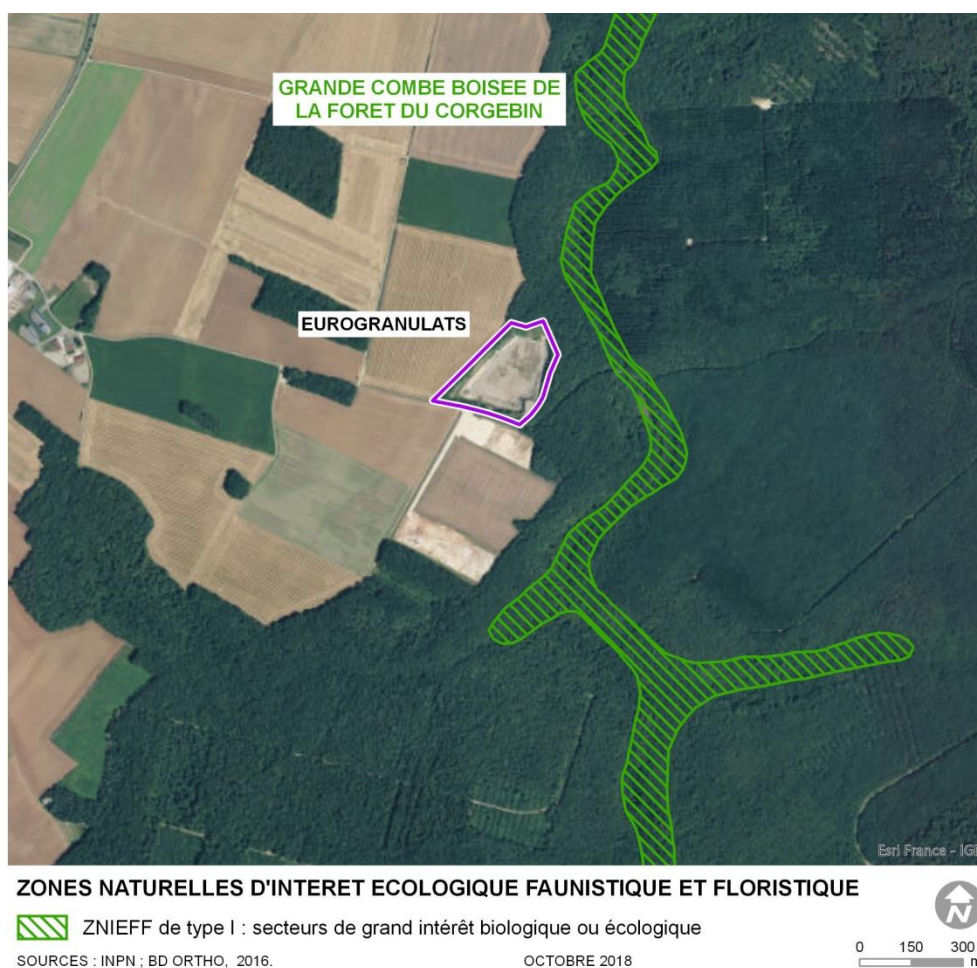 GRANDE COMBE BOISEE DE
LA FORET DU CORGEBIN
EUROGRANULATS
Esri France - IGN
ZONES NATURELLES D'INTERET ECOLOGIQUE FAUNISTIQUE ET FLORISTIQUE
ZNIEFF de type I : secteurs de grand intérêt biologique ou écologique
N
SOURCES : INPN ; BD ORTHO, 2016.
OCTOBRE 2018
0 150 300
m